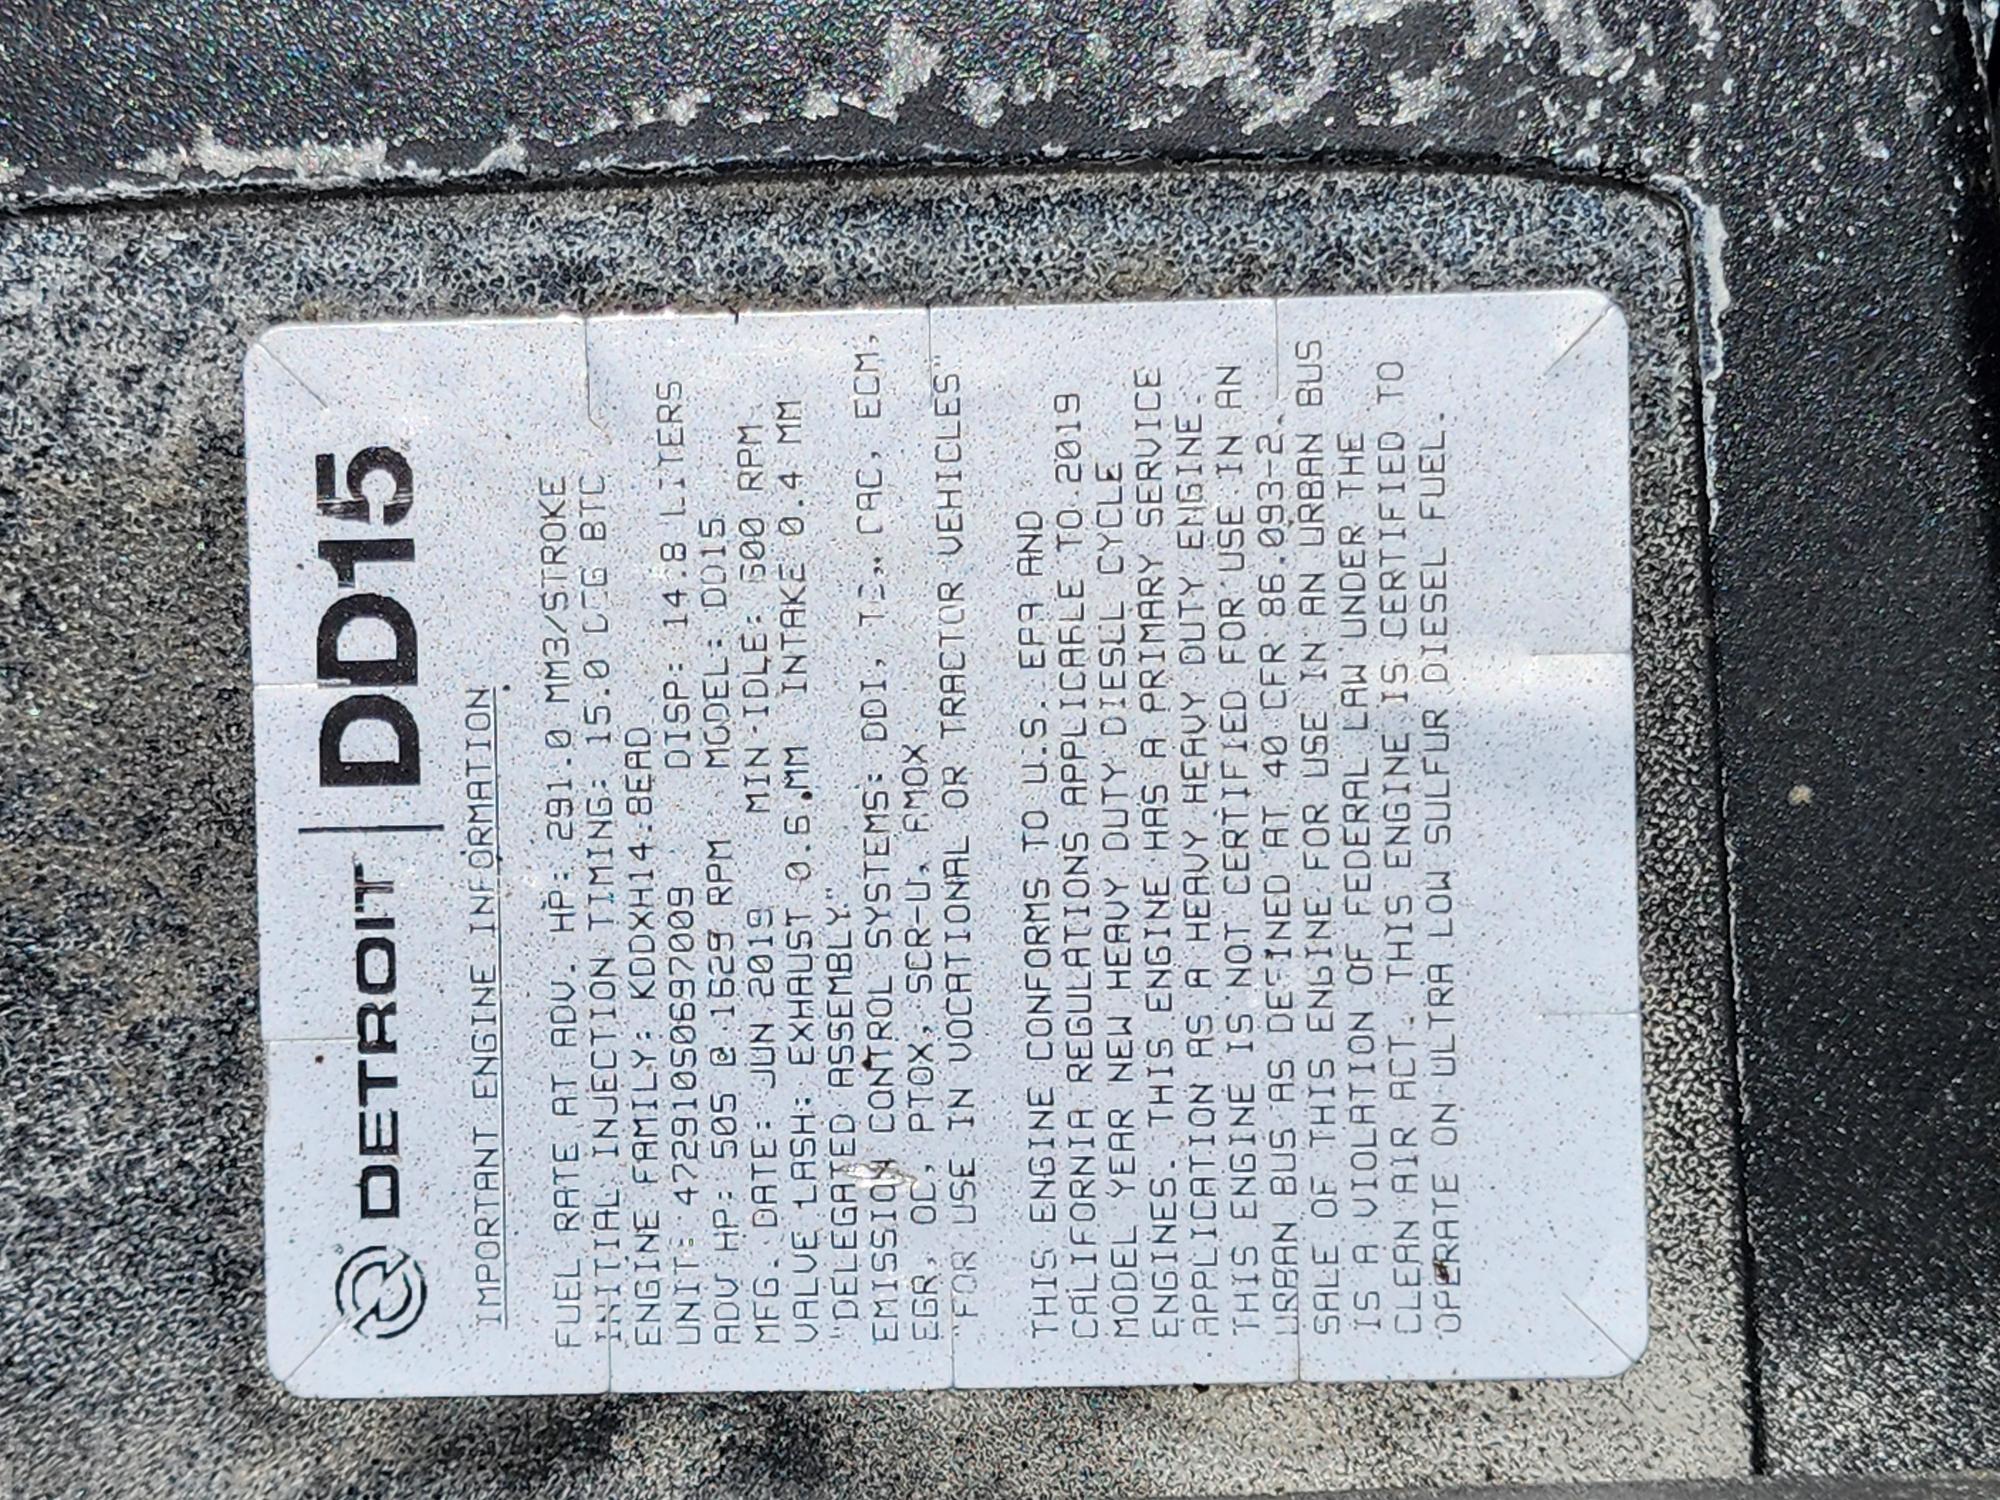 DETROIT | DD15
IMPORTANT ENGINE INFORMATION
FUEL RATE AT ADV. HP: 291.0 MM3/STROKE
INITIAL INJECTION TIMING: 15.0 DEG BTC
ENGINE FAMILY: KDDXH14.8EAD
UNIT: 472910S0697009 DISP: 14.8 LITERS
ADV HP: 505 @ 1629 RPM MODEL: DD15
MFG. DATE: JUN 2019 MIN IDLE: 600 RPM
VALVE LASH: EXHAUST 0.6 MM INTAKE 0.4 MM
"DELEGATED ASSEMBLY"
EMISSION CONTROL SYSTEMS: DDI, CAC, ECM,
EGR, OC, PTOX, SCR-U, AMOX
"FOR USE IN VOCATIONAL OR TRACTOR VEHICLES"
THIS ENGINE CONFORMS TO U.S. EPA AND
CALIFORNIA REGULATIONS APPLICABLE TO 2019
MODEL YEAR NEW HEAVY DUTY DIESEL CYCLE
ENGINES. THIS ENGINE HAS A PRIMARY SERVICE
APPLICATION AS A HEAVY HEAVY DUTY ENGINE.
THIS ENGINE IS NOT CERTIFIED FOR USE IN AN
URBAN BUS AS DEFINED AT 40 CFR 86.093-2.
SALE OF THIS ENGINE FOR USE IN AN URBAN BUS
IS A VIOLATION OF FEDERAL LAW UNDER THE
CLEAN AIR ACT. THIS ENGINE IS CERTIFIED TO
OPERATE ON ULTRA LOW SULFUR DIESEL FUEL.